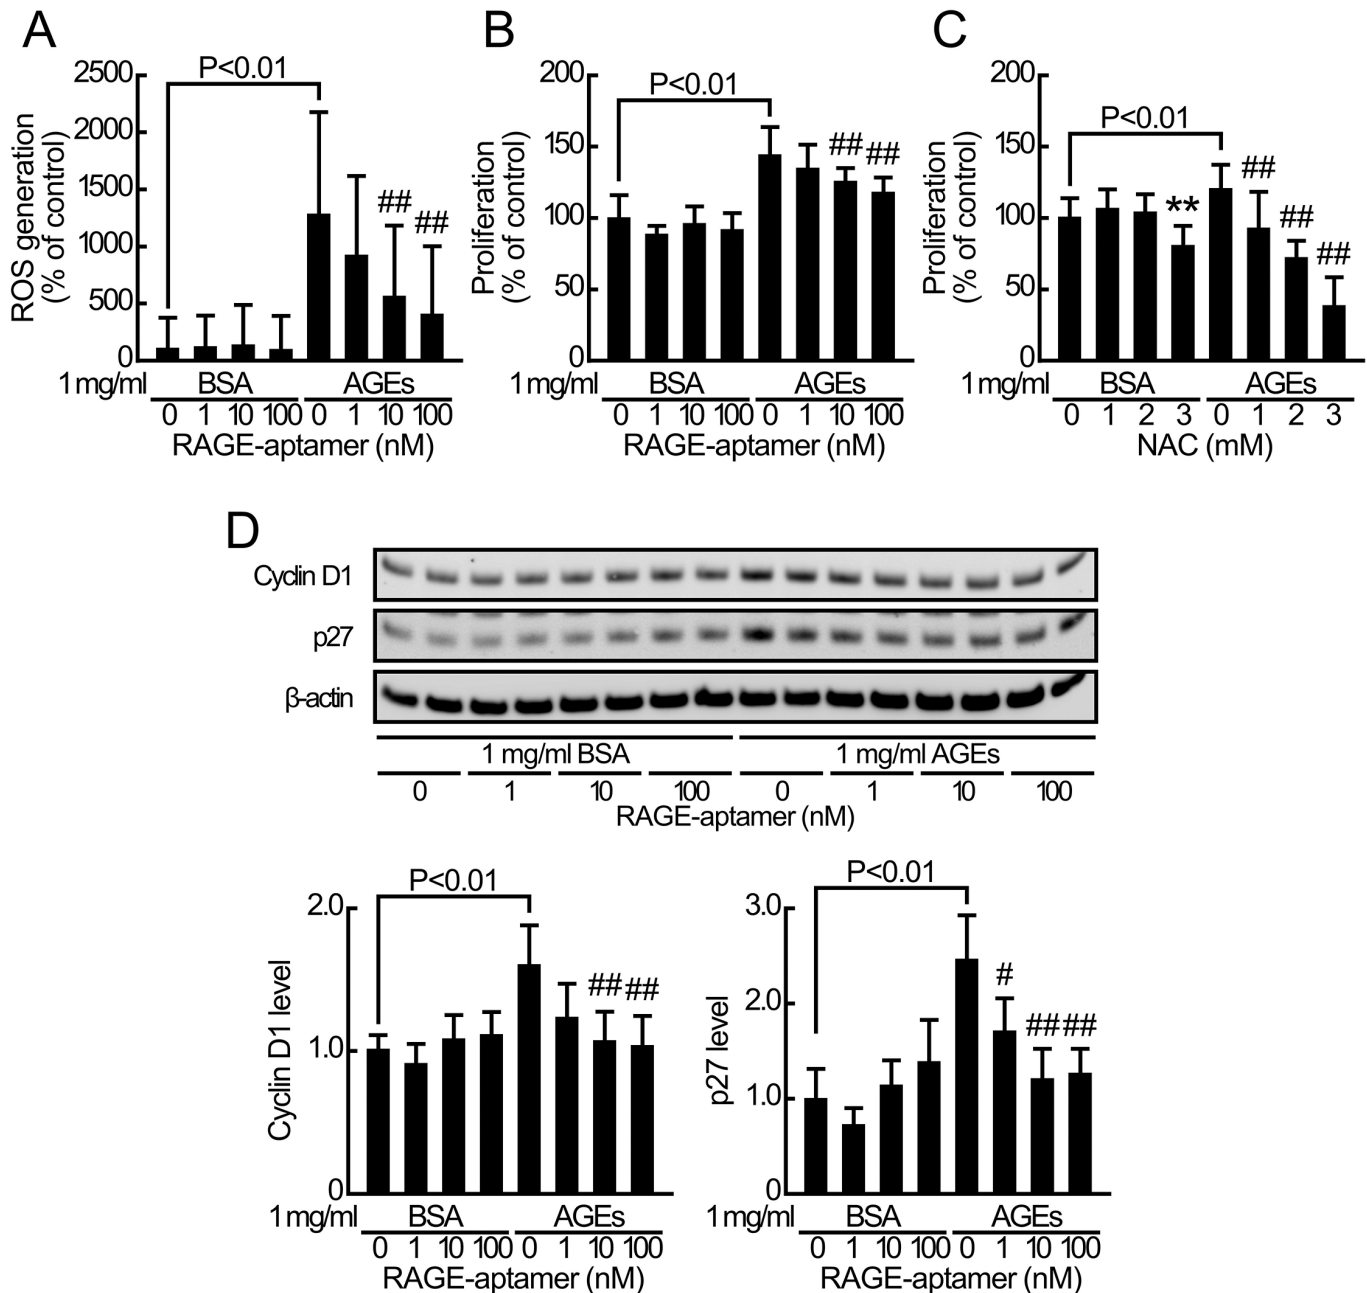 A
B
C
P<0.01
P<0.01
P<0.01
2500
2000
1500
1000
500
0
ROS generation
(% of control)
##
##
200
150
100
50
0
Proliferation
(% of control)
##
##
200
150
100
50
0
Proliferation
(% of control)
**
##
##
##
1 mg/ml BSA AGEs
0 1 10 100 0 1 10 100
RAGE-aptamer (nM)
1 mg/ml BSA AGEs
0 1 10 100 0 1 10 100
RAGE-aptamer (nM)
1 mg/ml BSA AGEs
0 1 2 3 0 1 2 3
NAC (mM)
D
Cyclin D1
p27
β-actin
1 mg/ml BSA 1 mg/ml AGEs
0 1 10 100 0 1 10 100
RAGE-aptamer (nM)
P<0.01
2.0
1.0
0
Cyclin D1 level
##
##
1 mg/ml BSA AGEs
0 1 10 100 0 1 10 100
RAGE-aptamer (nM)
P<0.01
3.0
2.0
1.0
0
p27 level
#
##
##
1 mg/ml BSA AGEs
0 1 10 100 0 1 10 100
RAGE-aptamer (nM)